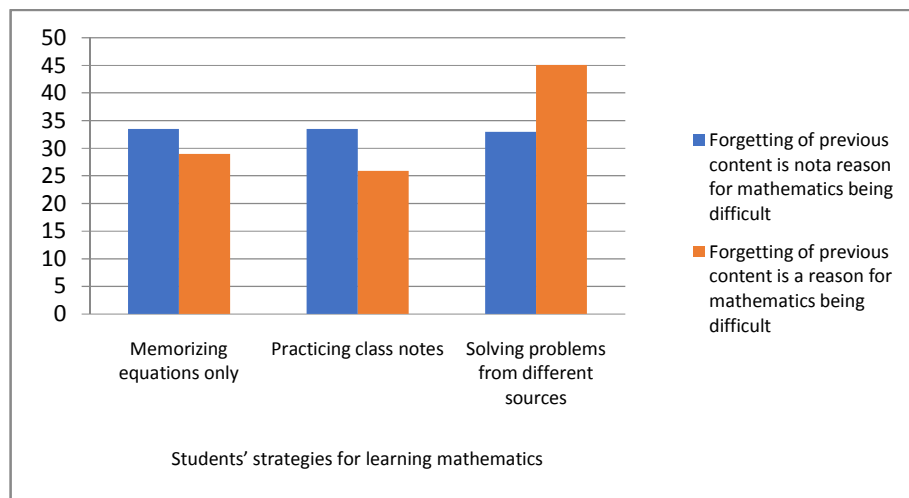 50
45
40
35
30
25
20
15
10
5
0
Memorizing
equations only
Practicing class notes
Solving problems
from different
sources
Students’ strategies for learning mathematics
Forgetting of previous
content is nota reason
for mathematics being
difficult
Forgetting of previous
content is a reason for
mathematics being
difficult